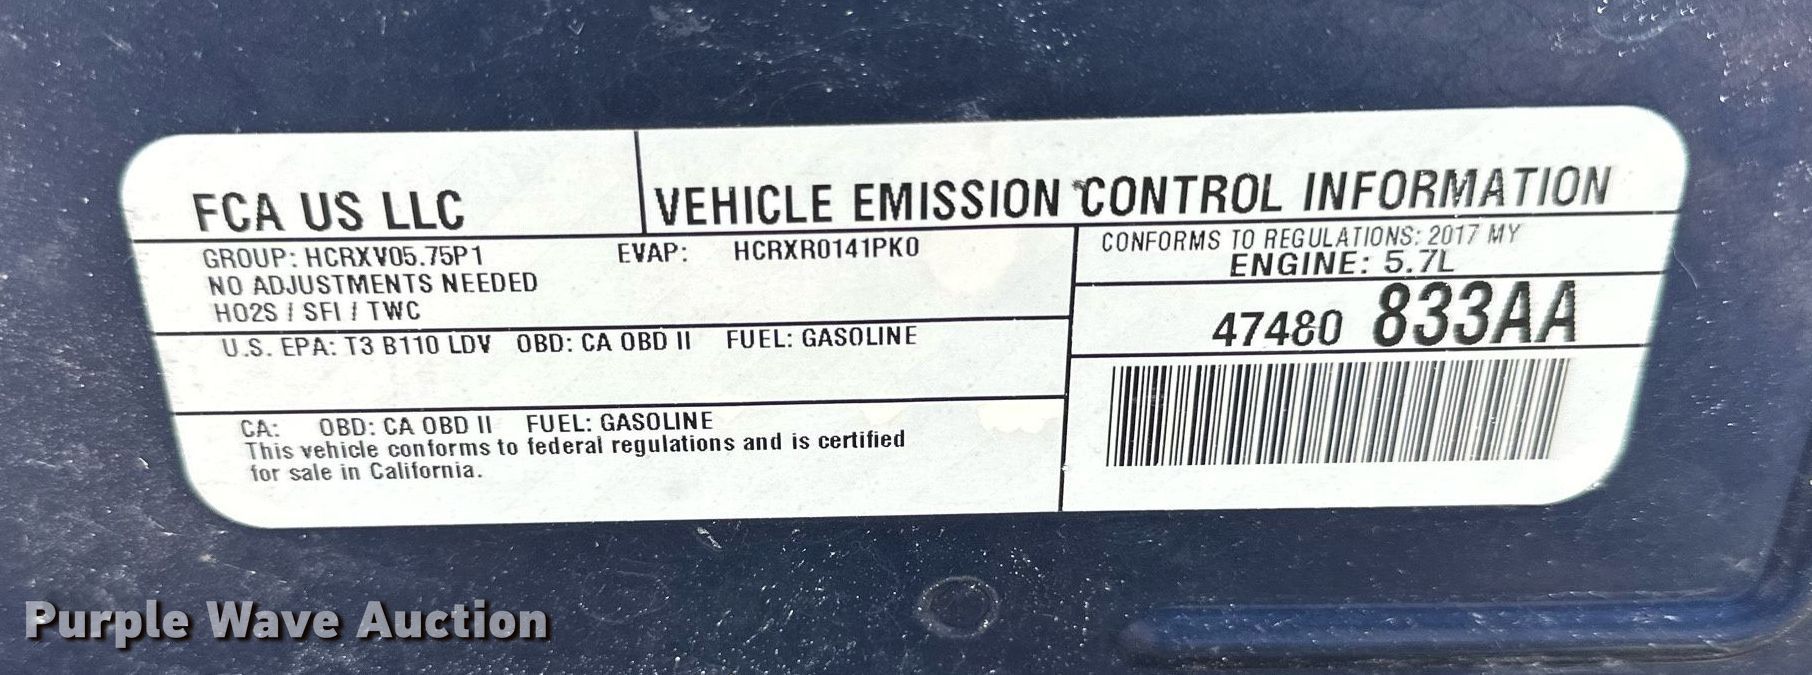 FCA US LLC
VEHICLE EMISSION CONTROL INFORMATION
GROUP: HCRXV05.75P1 EVAP: HCRXR0141PK0
NO ADJUSTMENTS NEEDED
HO2S / SFI / TWC
U.S. EPA: T3 B110 LDV OBD: CA OBD II FUEL: GASOLINE
CA: OBD: CA OBD II FUEL: GASOLINE
This vehicle conforms to federal regulations and is certified
for sale in California.
CONFORMS TO REGULATIONS: 2017 MY
ENGINE: 5.7L
47480 833AA
Purple Wave Auction